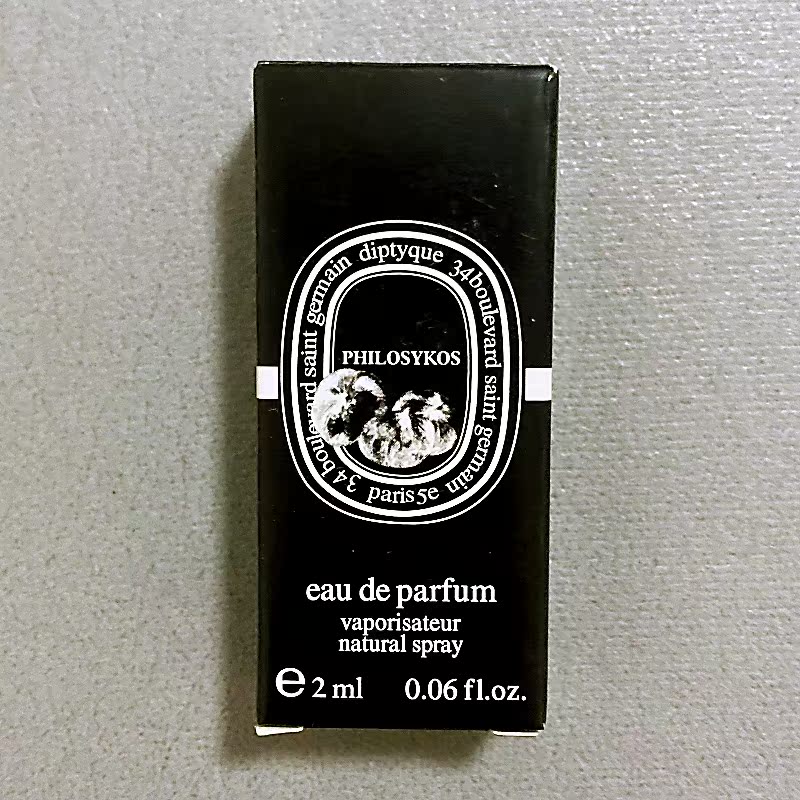 diptyque
34 boulevard saint germain
paris 5e
34 boulevard saint germain
PHILOSYKOS
eau de parfum
vaporisateur
natural spray
e 2 ml 0.06 fl.oz.